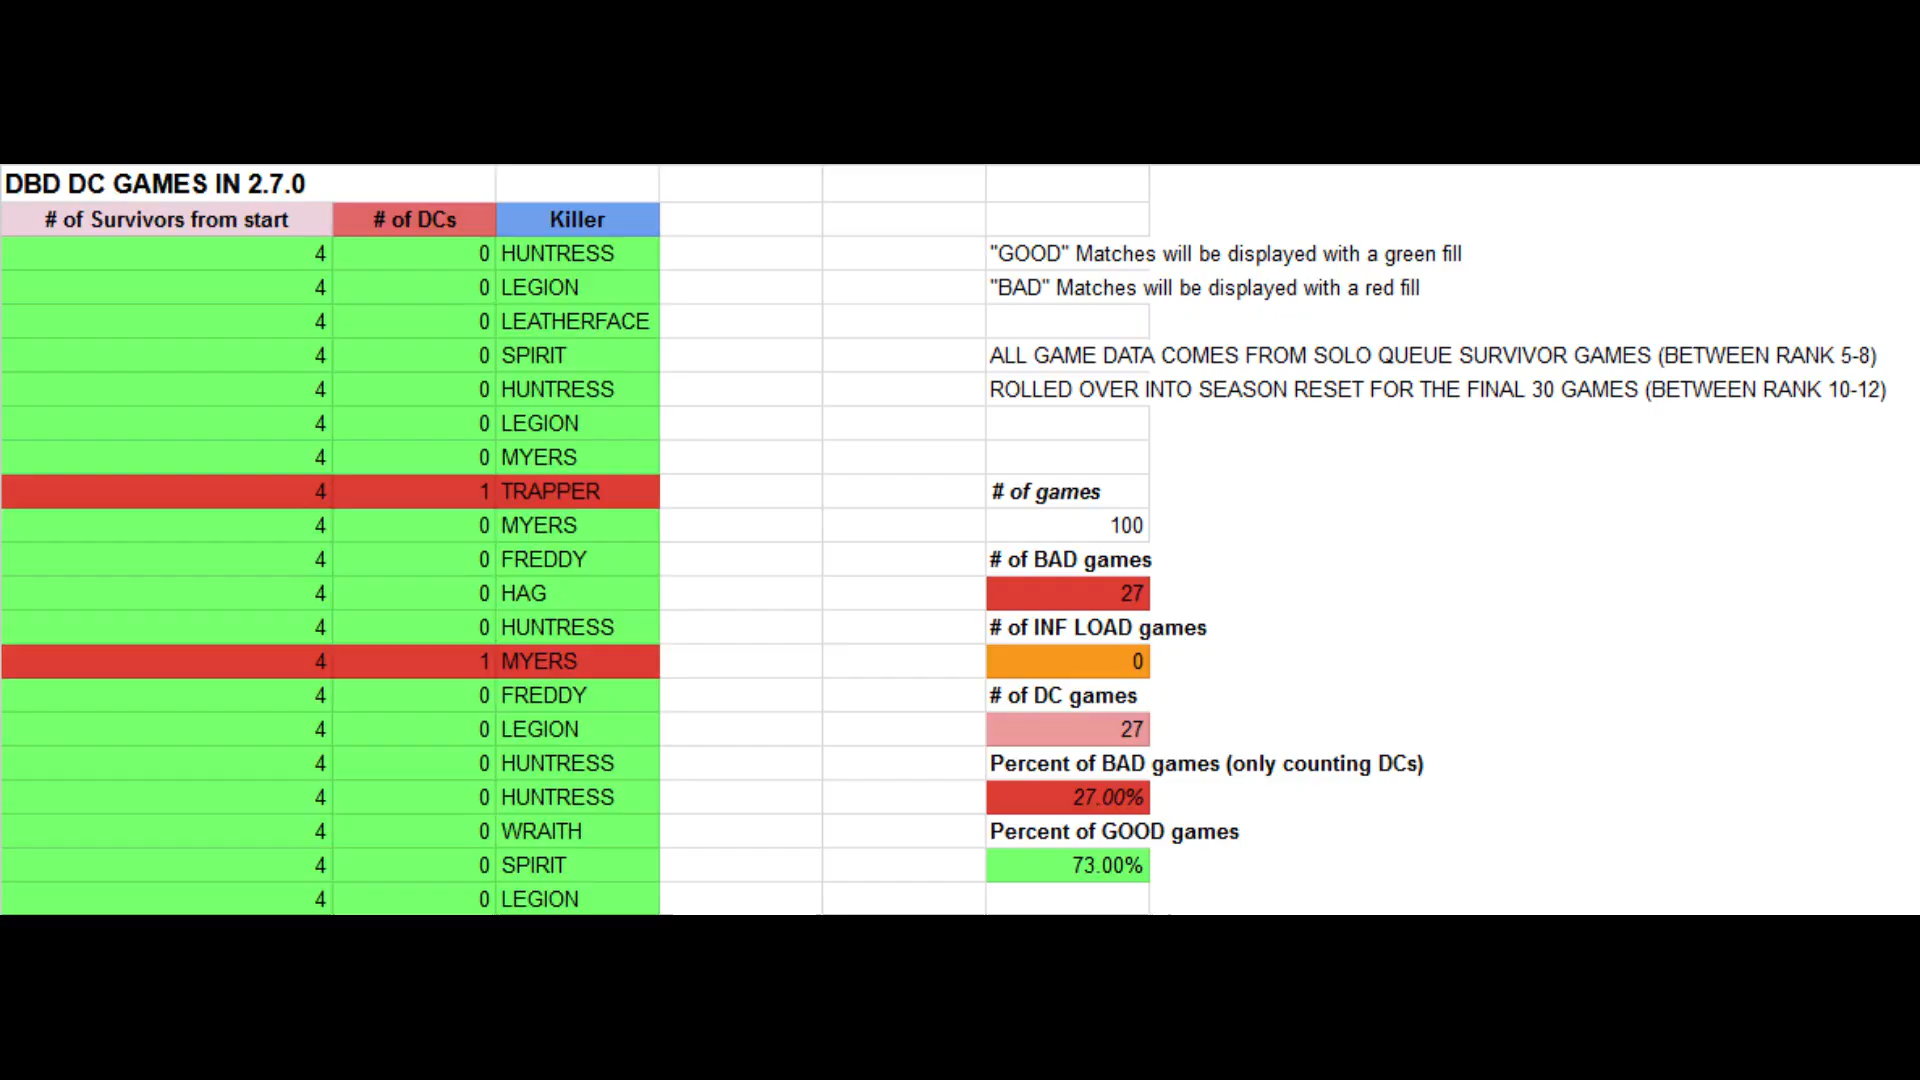 DBD DC GAMES IN 2.7.0
# of Survivors from start # of DCs Killer
4 0 HUNTRESS "GOOD" Matches will be displayed with a green fill
4 0 LEGION "BAD" Matches will be displayed with a red fill
4 0 LEATHERFACE
4 0 SPIRIT ALL GAME DATA COMES FROM SOLO QUEUE SURVIVOR GAMES (BETWEEN RANK 5-8)
4 0 HUNTRESS ROLLED OVER INTO SEASON RESET FOR THE FINAL 30 GAMES (BETWEEN RANK 10-12)
4 0 LEGION
4 0 MYERS
4 1 TRAPPER # of games
4 0 MYERS 100
4 0 FREDDY # of BAD games
4 0 HAG 27
4 0 HUNTRESS # of INF LOAD games
4 1 MYERS 0
4 0 FREDDY # of DC games
4 0 LEGION 27
4 0 HUNTRESS Percent of BAD games (only counting DCs)
4 0 HUNTRESS 27.00%
4 0 WRAITH Percent of GOOD games
4 0 SPIRIT 73.00%
4 0 LEGION